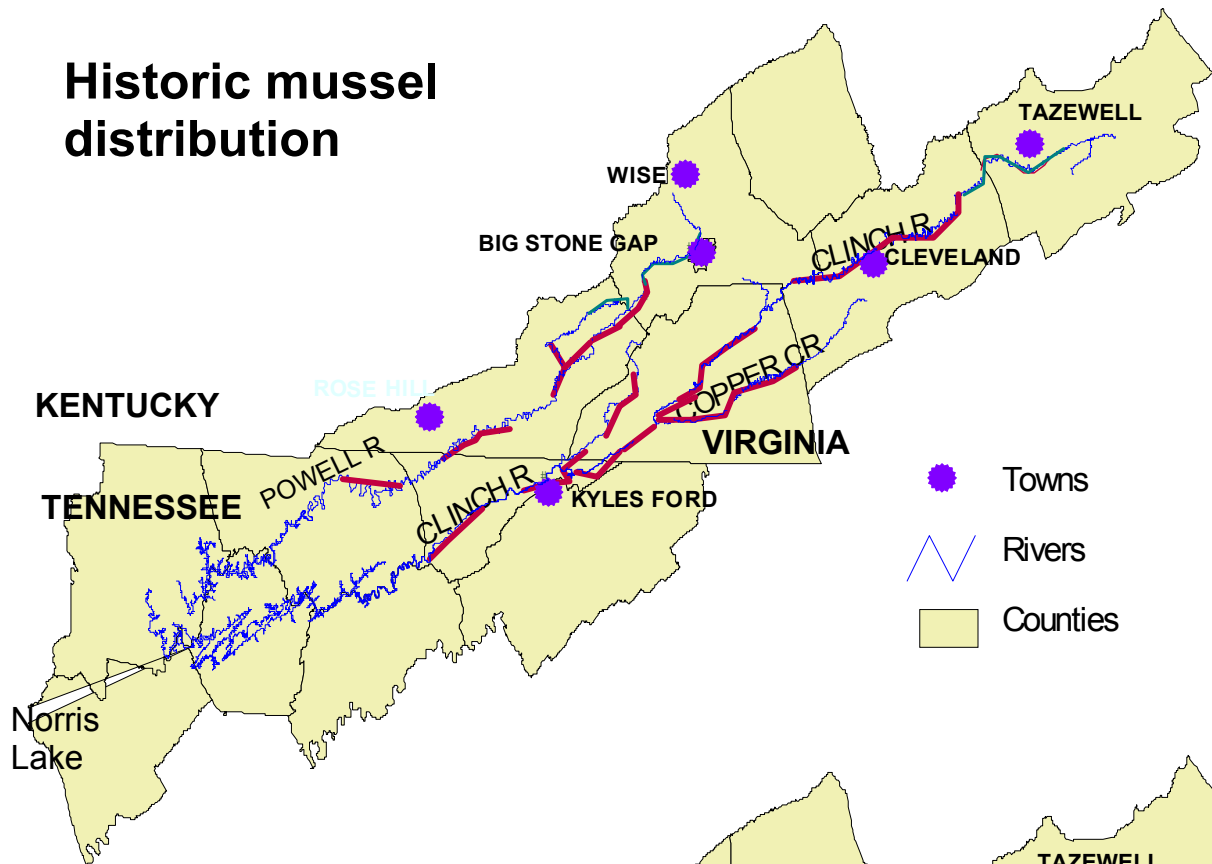 Historic mussel
distribution
TAZEWELL
WISE
BIG STONE GAP
CLINCH R
CLEVELAND
ROSE HILL
COPPER CR
KENTUCKY
VIRGINIA
POWELL R
TENNESSEE
CLINCH R
KYLES FORD
Towns
Rivers
Counties
Norris
Lake
TAZEWELL